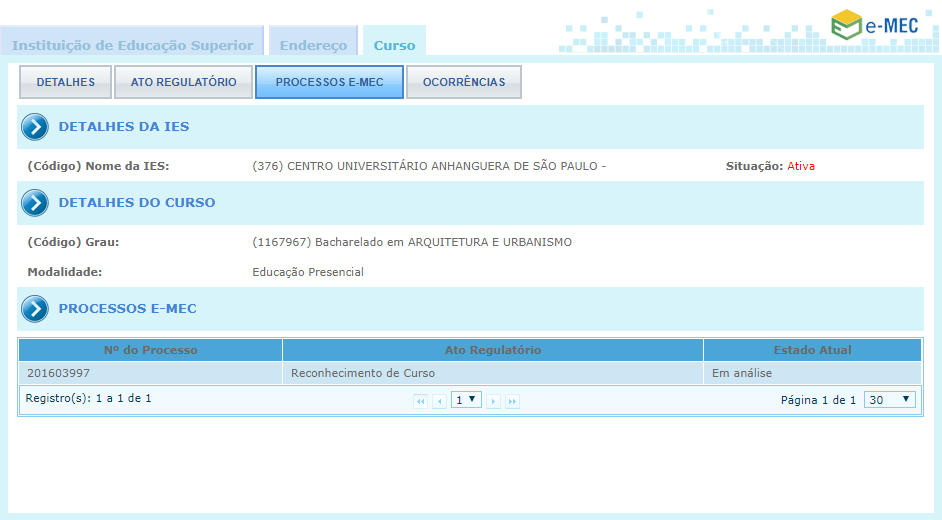 e-MEC
Instituição de Educação Superior Endereço Curso
DETALHES ATO REGULATÓRIO PROCESSOS E-MEC OCORRÊNCIAS
DETALHES DA IES
(Código) Nome da IES: (376) CENTRO UNIVERSITÁRIO ANHANGUERA DE SÃO PAULO - Situação: Ativa
DETALHES DO CURSO
(Código) Grau: (1167967) Bacharelado em ARQUITETURA E URBANISMO
Modalidade: Educação Presencial
PROCESSOS E-MEC
Nº do Processo Ato Regulatório Estado Atual
201603997 Reconhecimento de Curso Em análise
Registro(s): 1 a 1 de 1 1 Página 1 de 1 30